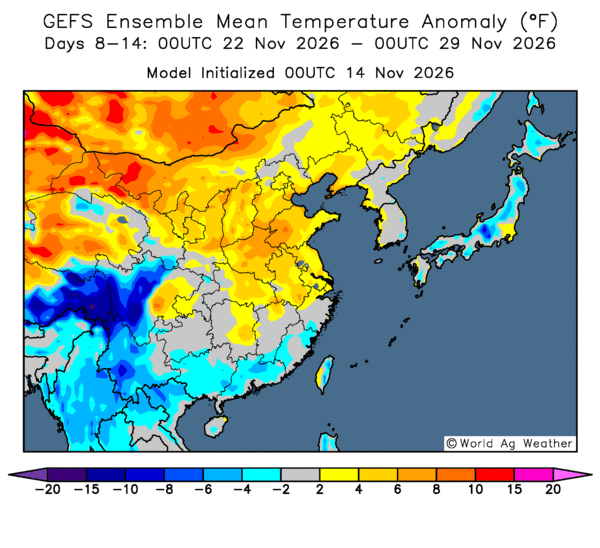 GEFS Ensemble Mean Temperature Anomaly (°F)
Days 8-14: 00UTC 22 Nov 2026 - 00UTC 29 Nov 2026
Model Initialized 00UTC 14 Nov 2026
© World Ag Weather
-20 -15 -10 -8 -6 -4 -2 2 4 6 8 10 15 20